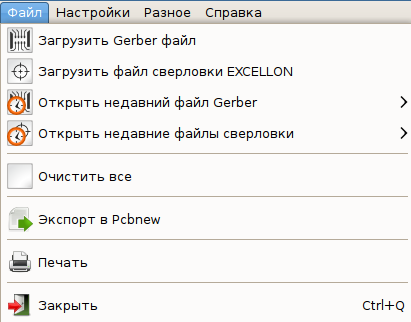 Файл Настройки Разное Справка
Загрузить Gerber файл
Загрузить файл сверловки EXCELLON
Открыть недавний файл Gerber
Открыть недавние файлы сверловки
Очистить все
Экспорт в Pcbnew
Печать
Закрыть Ctrl+Q